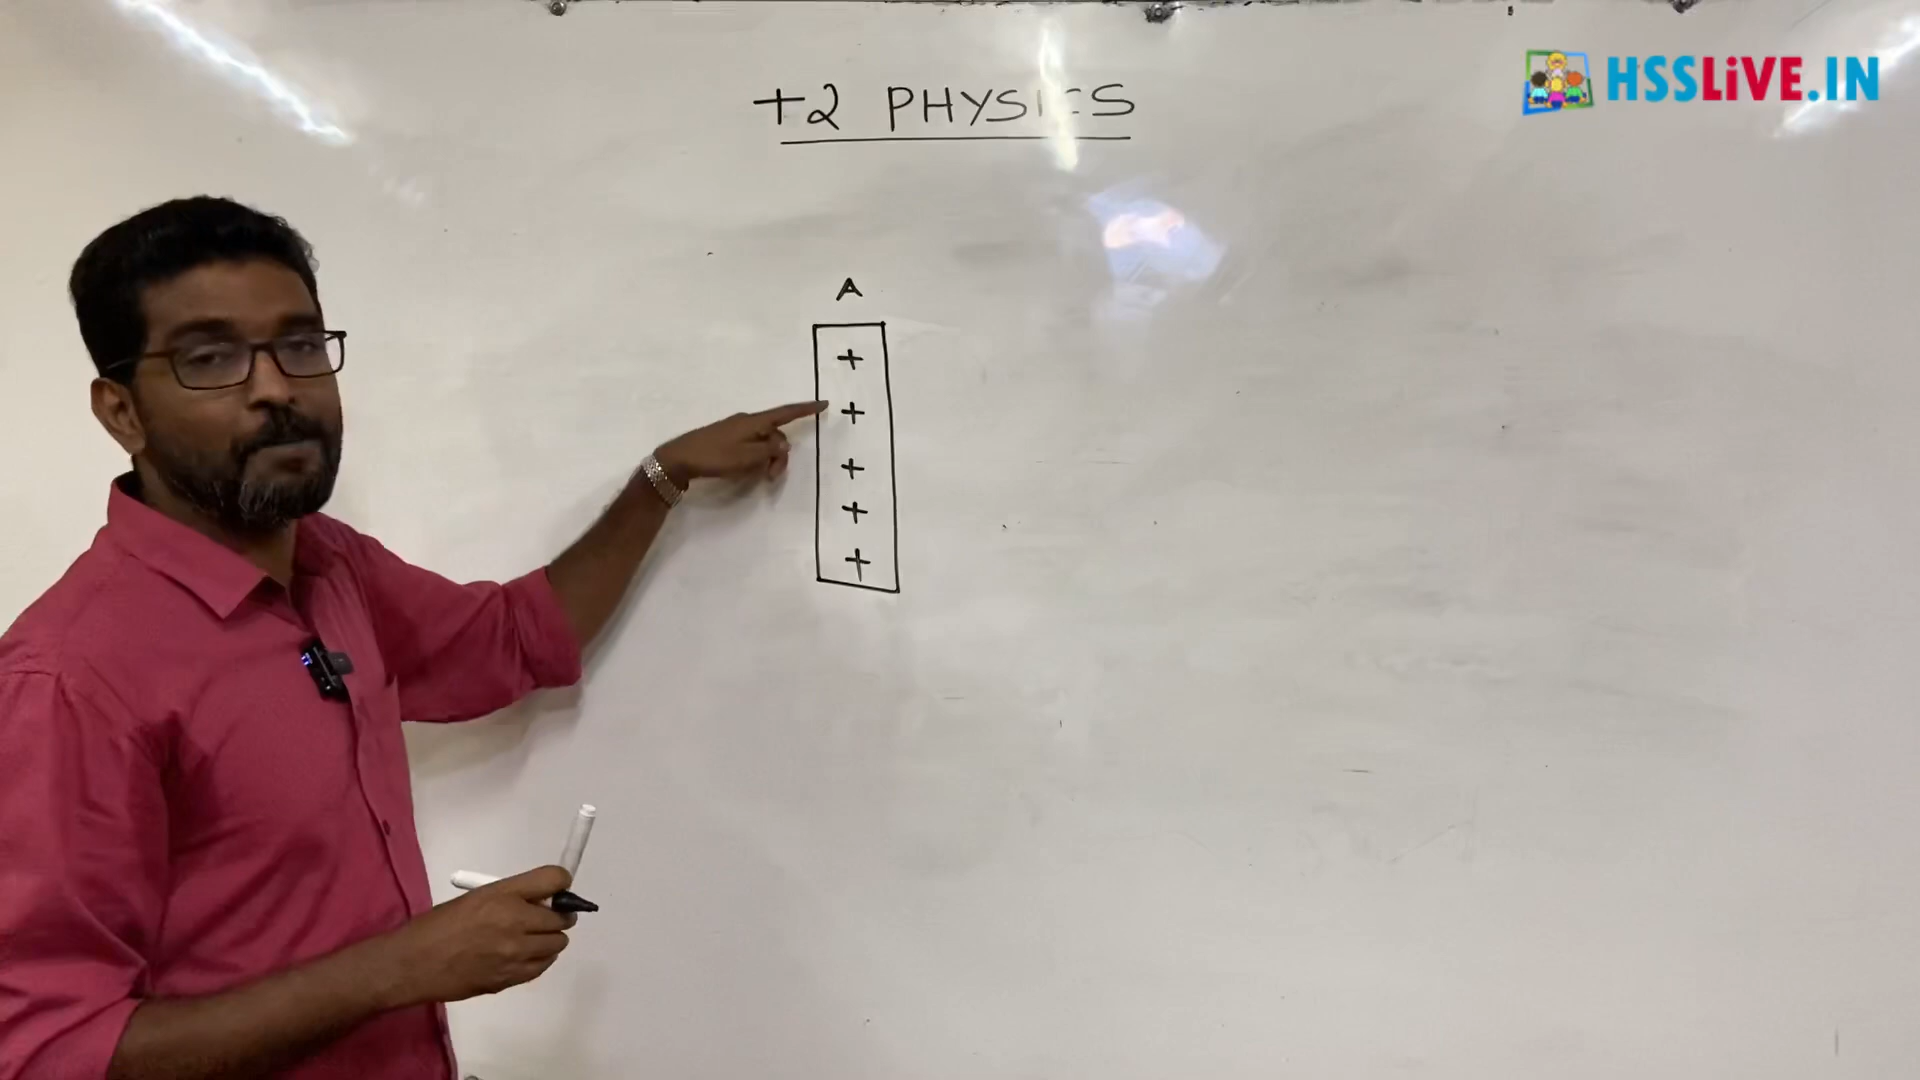 HSSLiVE.IN
+2 PHYSICS
A
+
+
+
+
+